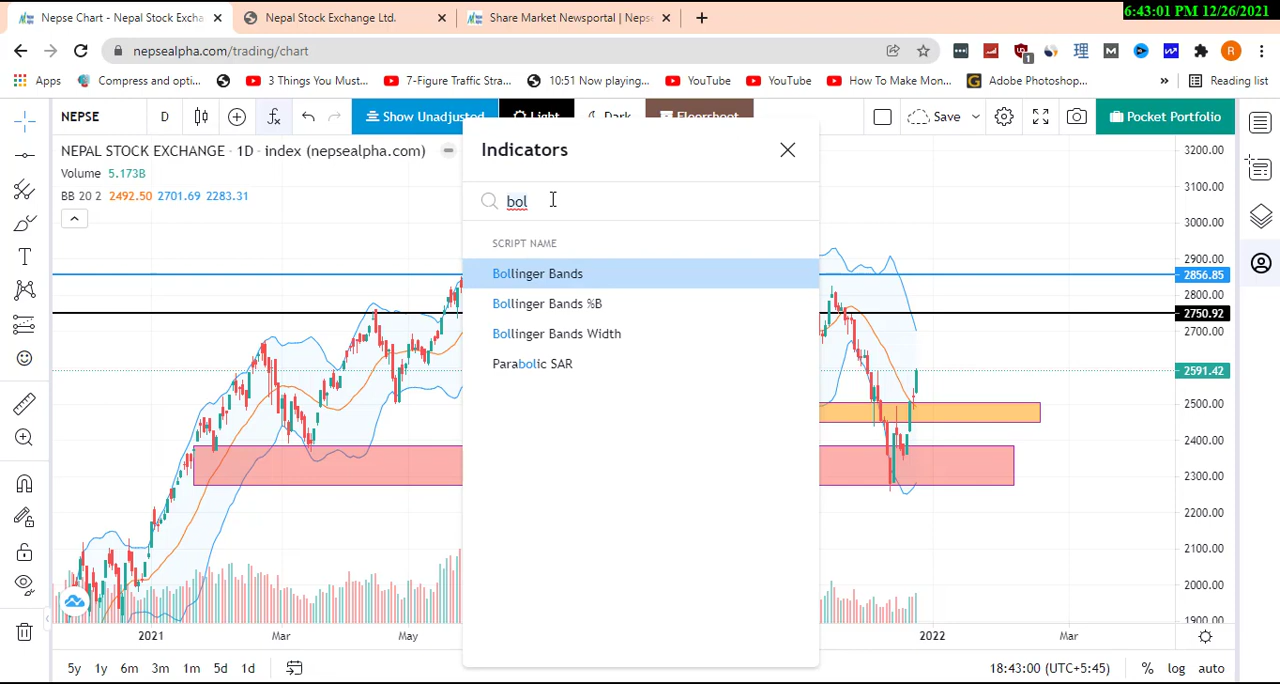 6:43:01 PM 12/26/2021
Nepse Chart - Nepal Stock Excha
Nepal Stock Exchange Ltd.
Share Market Newsportal | Neps
nepsealpha.com/trading/chart
Apps
Compress and opti...
3 Things You Must...
7-Figure Traffic Stra...
10:51 Now playing...
YouTube
YouTube
How To Make Mon...
Adobe Photoshop...
»
Reading list
NEPSE
D
Show Unadjusted
Light
Dark
Floorsheet
Save
Pocket Portfolio
NEPAL STOCK EXCHANGE · 1D · index (nepsealpha.com)
Volume 5.173B
BB 20 2 2492.50 2701.69 2283.31
Indicators
bol
SCRIPT NAME
Bollinger Bands
Bollinger Bands %B
Bollinger Bands Width
Parabolic SAR
3200.00
3100.00
3000.00
2900.00
2856.85
2800.00
2750.92
2700.00
2591.42
2500.00
2400.00
2300.00
2200.00
2100.00
2000.00
1900.00
2021
Mar
May
2022
Mar
5y 1y 6m 3m 1m 5d 1d
18:43:00 (UTC+5:45)
% log auto